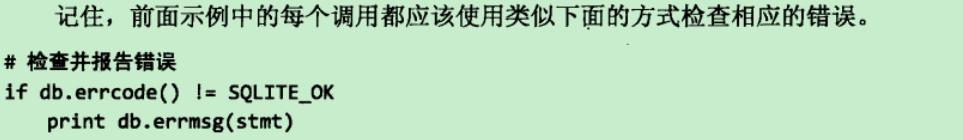 记住，前面示例中的每个调用都应该使用类似下面的方式检查相应的错误。
# 检查并报告错误
if db.errcode() != SQLITE_OK
    print db.errmsg(stmt)